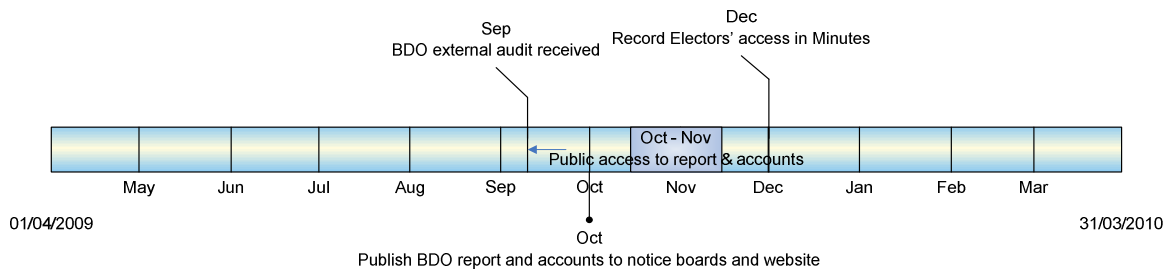 Dec
Record Electors’ access in Minutes
Sep
BDO external audit received
Oct - Nov
Public access to report & accounts
May Jun Jul Aug Sep Oct Nov Dec Jan Feb Mar
01/04/2009 31/03/2010
Oct
Publish BDO report and accounts to notice boards and website